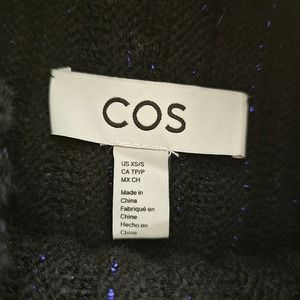 COS
US XS/S
CA TP/P
MX CH
Made in
China
Fabriqué en
Chine
Hecho en
China